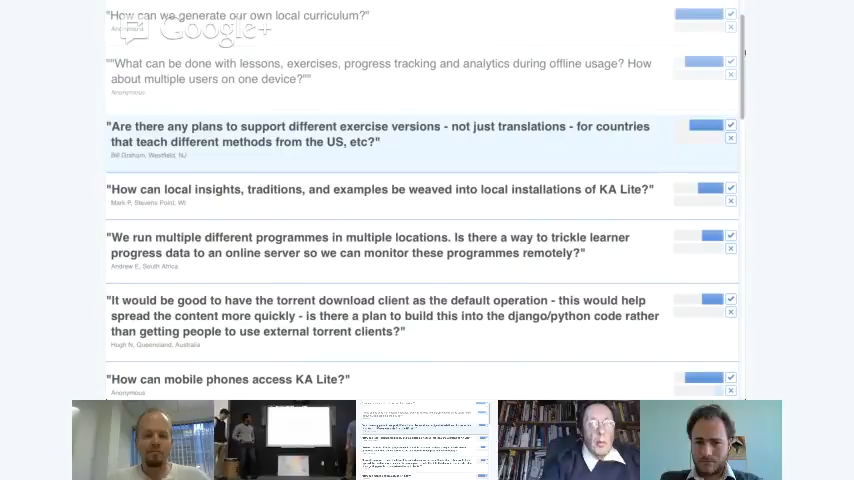 "How can we generate our own local curriculum?"
Anonymous
Google+
""What can be done with lessons, exercises, progress tracking and analytics during offline usage? How
about multiple users on one device?""
Anonymous
"Are there any plans to support different exercise versions - not just translations - for countries
that teach different methods from the US, etc?"
Bill Graham, Westfield, NJ
"How can local insights, traditions, and examples be weaved into local installations of KA Lite?"
Mark P, Stevens Point, WI
"We run multiple different programmes in multiple locations. Is there a way to trickle learner
progress data to an online server so we can monitor these programmes remotely?"
Andrew E, South Africa
"It would be good to have the torrent download client as the default operation - this would help
spread the content more quickly - is there a plan to build this into the django/python code rather
than getting people to use external torrent clients?"
Hugh N, Queensland, Australia
"How can mobile phones access KA Lite?"
Anonymous